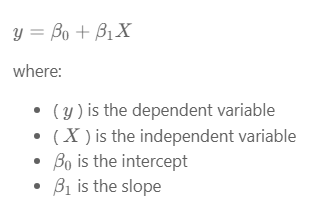 y = β₀ + β₁X
where:
• ( y ) is the dependent variable
• ( X ) is the independent variable
• β₀ is the intercept
• β₁ is the slope